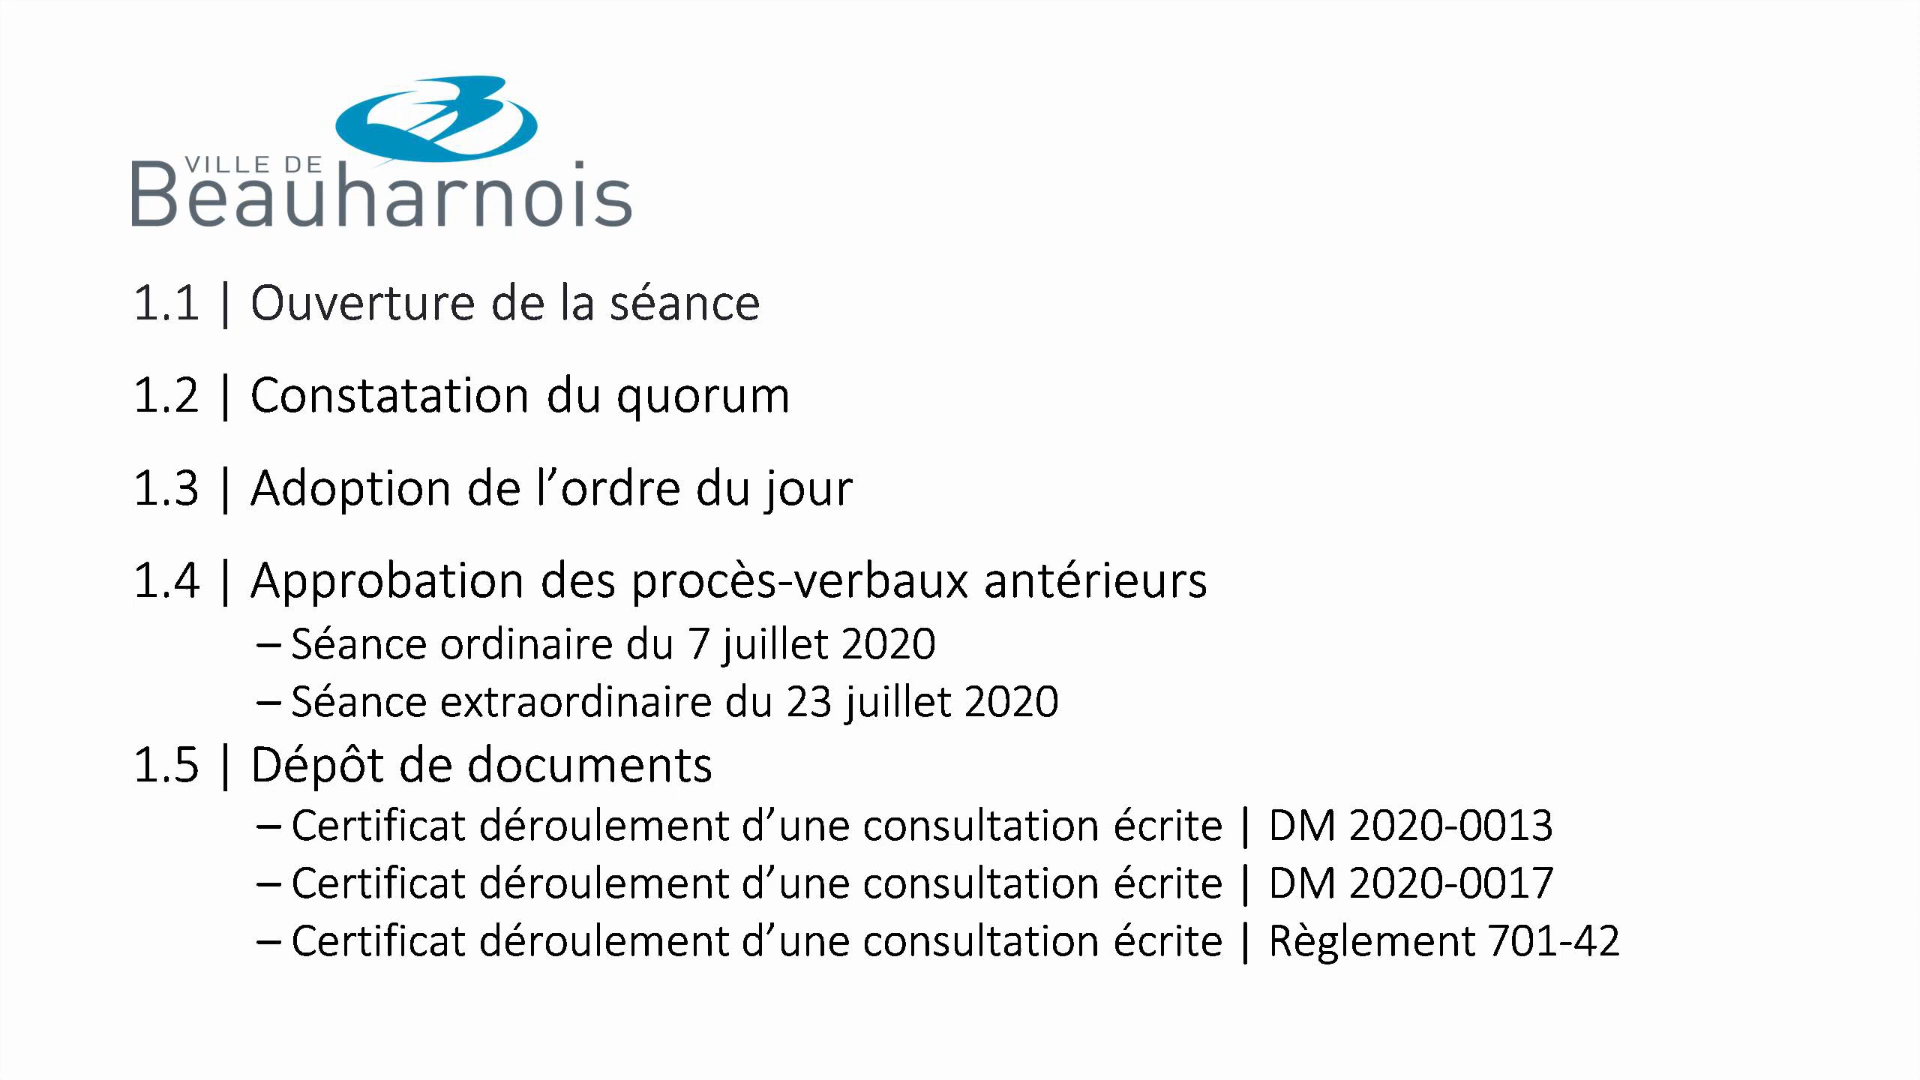 VILLE DE
Beauharnois
1.1 | Ouverture de la séance
1.2 | Constatation du quorum
1.3 | Adoption de l’ordre du jour
1.4 | Approbation des procès-verbaux antérieurs
– Séance ordinaire du 7 juillet 2020
– Séance extraordinaire du 23 juillet 2020
1.5 | Dépôt de documents
– Certificat déroulement d’une consultation écrite | DM 2020-0013
– Certificat déroulement d’une consultation écrite | DM 2020-0017
– Certificat déroulement d’une consultation écrite | Règlement 701-42